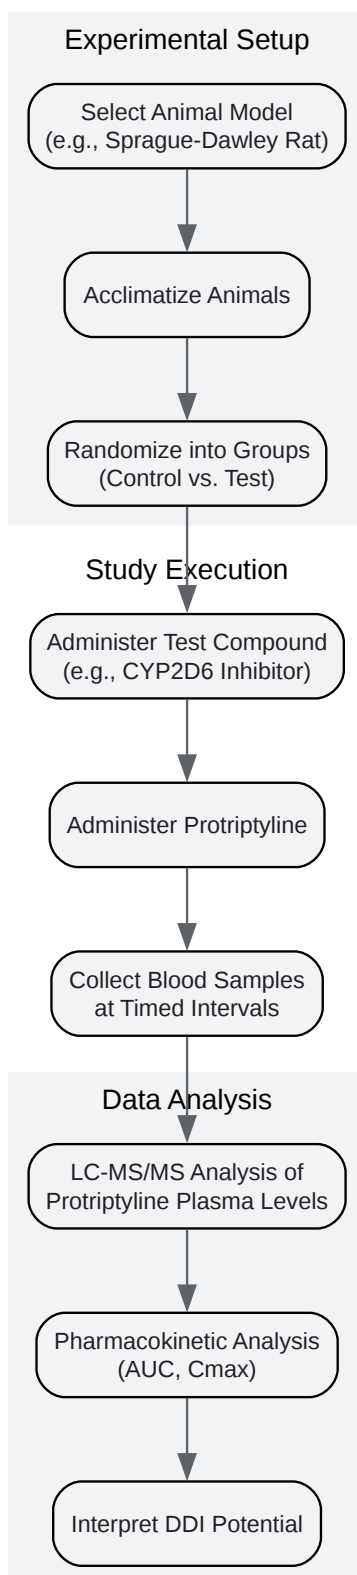 Experimental Setup
Select Animal Model
(e.g., Sprague-Dawley Rat)
Acclimatize Animals
Randomize into Groups
(Control vs. Test)
Study Execution
Administer Test Compound
(e.g., CYP2D6 Inhibitor)
Administer Protriptyline
Collect Blood Samples
at Timed Intervals
Data Analysis
LC-MS/MS Analysis of
Protriptyline Plasma Levels
Pharmacokinetic Analysis
(AUC, Cmax)
Interpret DDI Potential